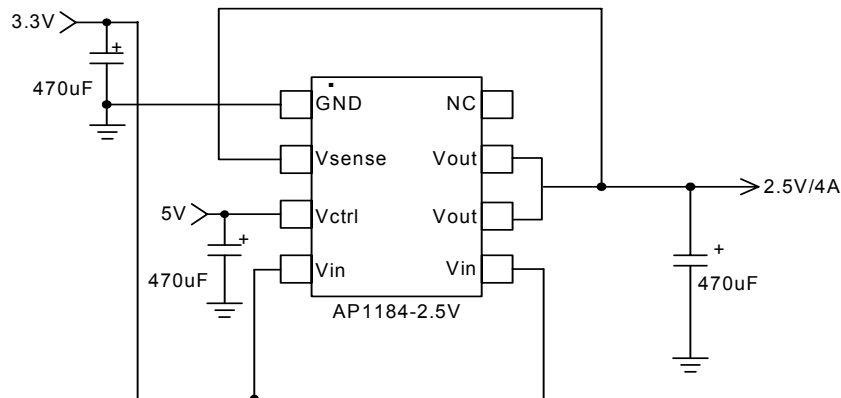 3.3V
+
470uF
GND
NC
Vsense
Vout
2.5V/4A
5V
Vctrl
Vout
+
470uF
Vin
Vin
+
470uF
AP1184-2.5V